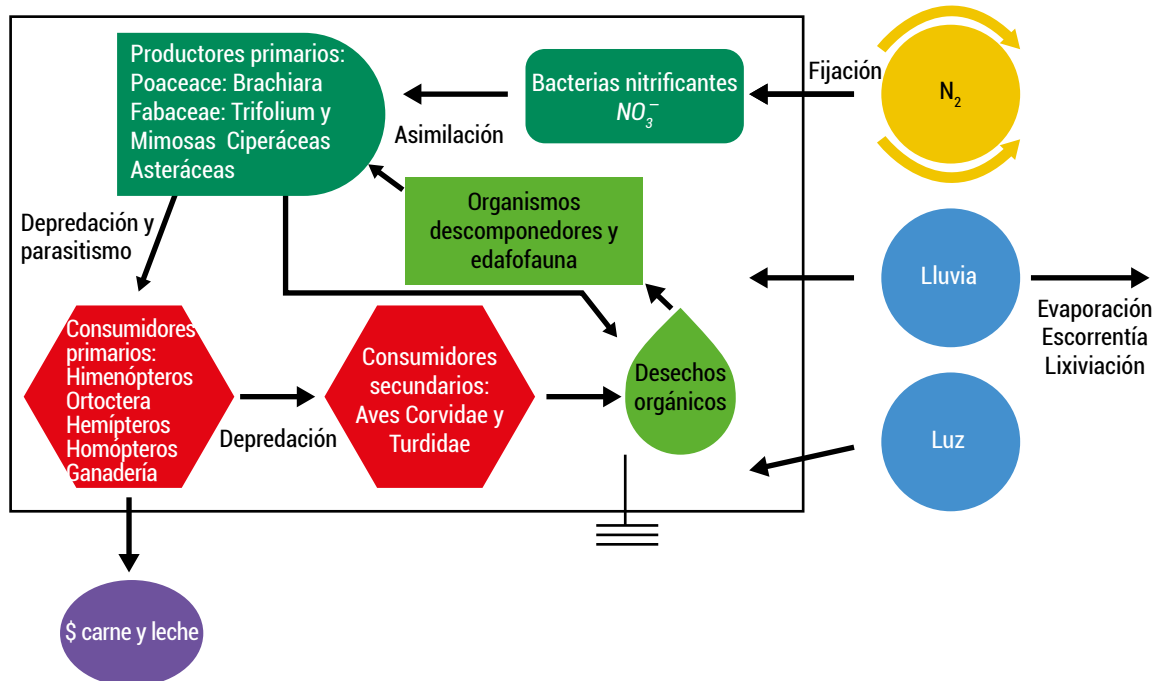 Productores primarios:
Poaceace: Brachiara
Fabaceae: Trifolium y
Mimosas Ciperáceas
Asteráceas
Asimilación
Bacterias nitrificantes
NO₃⁻
Fijación
N₂
Depredación y
parasitismo
Organismos
descomponedores y
edafofauna
Lluvia
Evaporación
Escorrentía
Lixiviación
Consumidores
primarios:
Himenópteros
Ortoctera
Hemípteros
Homópteros
Ganadería
Depredación
Consumidores
secundarios:
Aves Corvidae y
Turdidae
Desechos
orgánicos
Luz
$ carne y leche